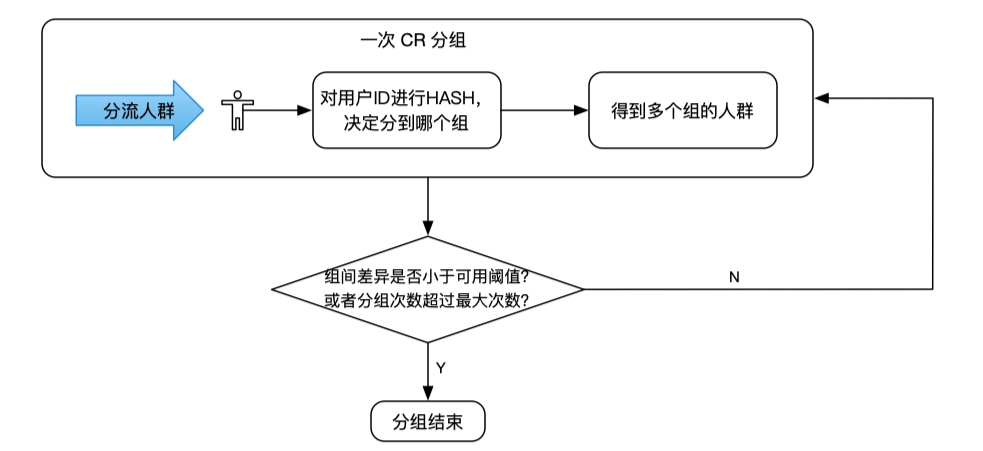 一次 CR 分组
分流人群
对用户ID进行HASH，
决定分到哪个组
得到多个组的人群
组间差异是否小于可用阈值?
或者分组次数超过最大次数?
N
Y
分组结束